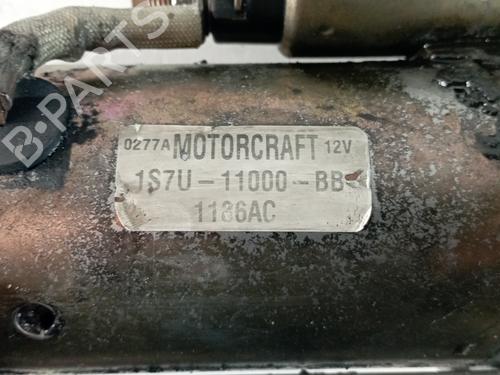 0277A MOTORCRAFT 12V
1S7U-11000-BB
1186AC
B-PARTS